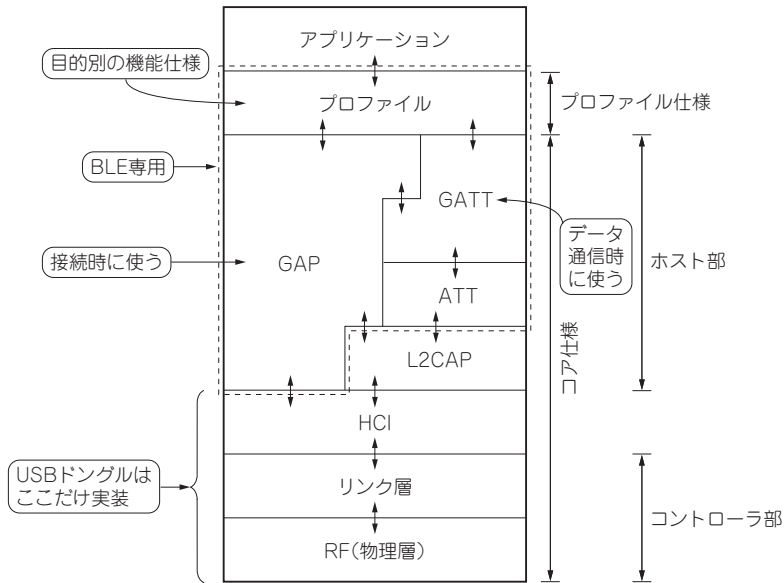 アプリケーション
目的別の機能仕様
プロファイル
プロファイル仕様
BLE専用
GATT
接続時に使う
GAP
データ
通信時
に使う
ホスト部
ATT
コア仕様
L2CAP
HCI
USBドングルは
ここだけ実装
リンク層
コントローラ部
RF(物理層)